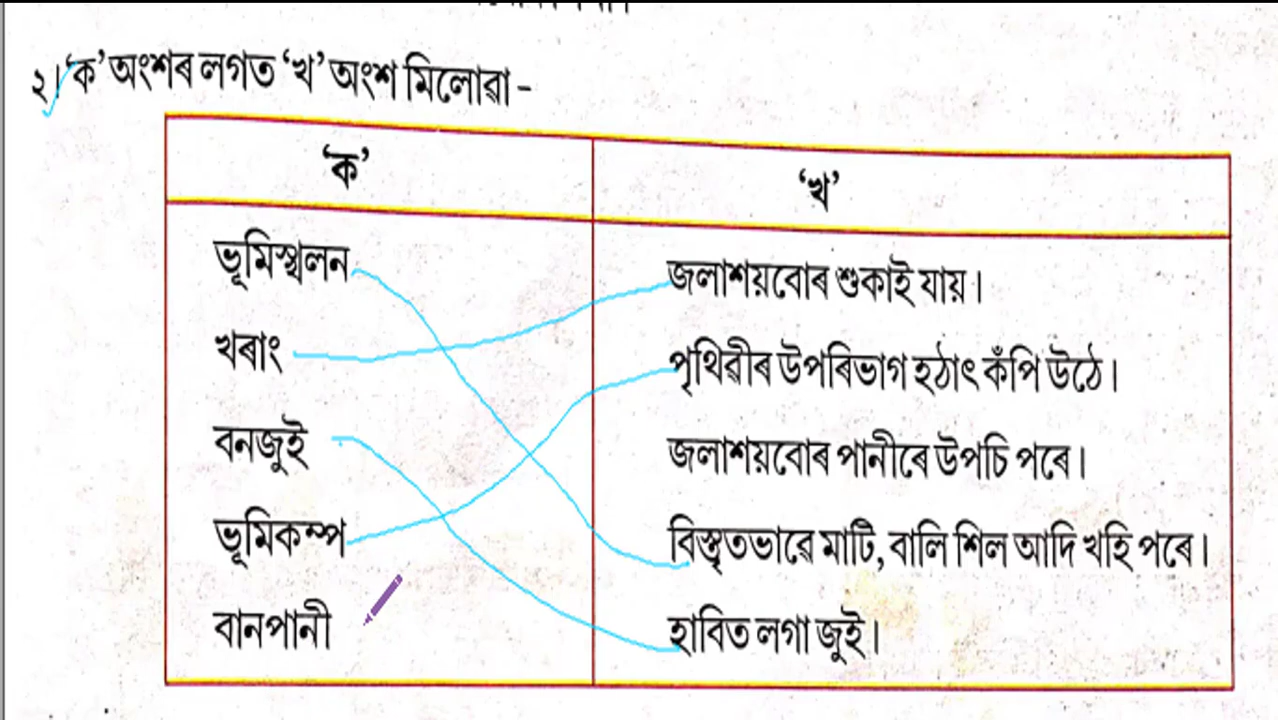 ২। 'ক' অংশৰ লগত 'খ' অংশ মিলোৱা -
'ক' 'খ'
ভূমিস্খলন জলাশয়বোৰ শুকাই যায়।
খৰাং পৃথিৱীৰ উপৰিভাগ হঠাৎ কঁপি উঠে।
বনজুই জলাশয়বোৰ পানীৰে উপচি পৰে।
ভূমিকম্প বিস্তৃতভাৱে মাটি, বালি শিল আদি খহি পৰে।
বানপানী হাবিত লগা জুই।